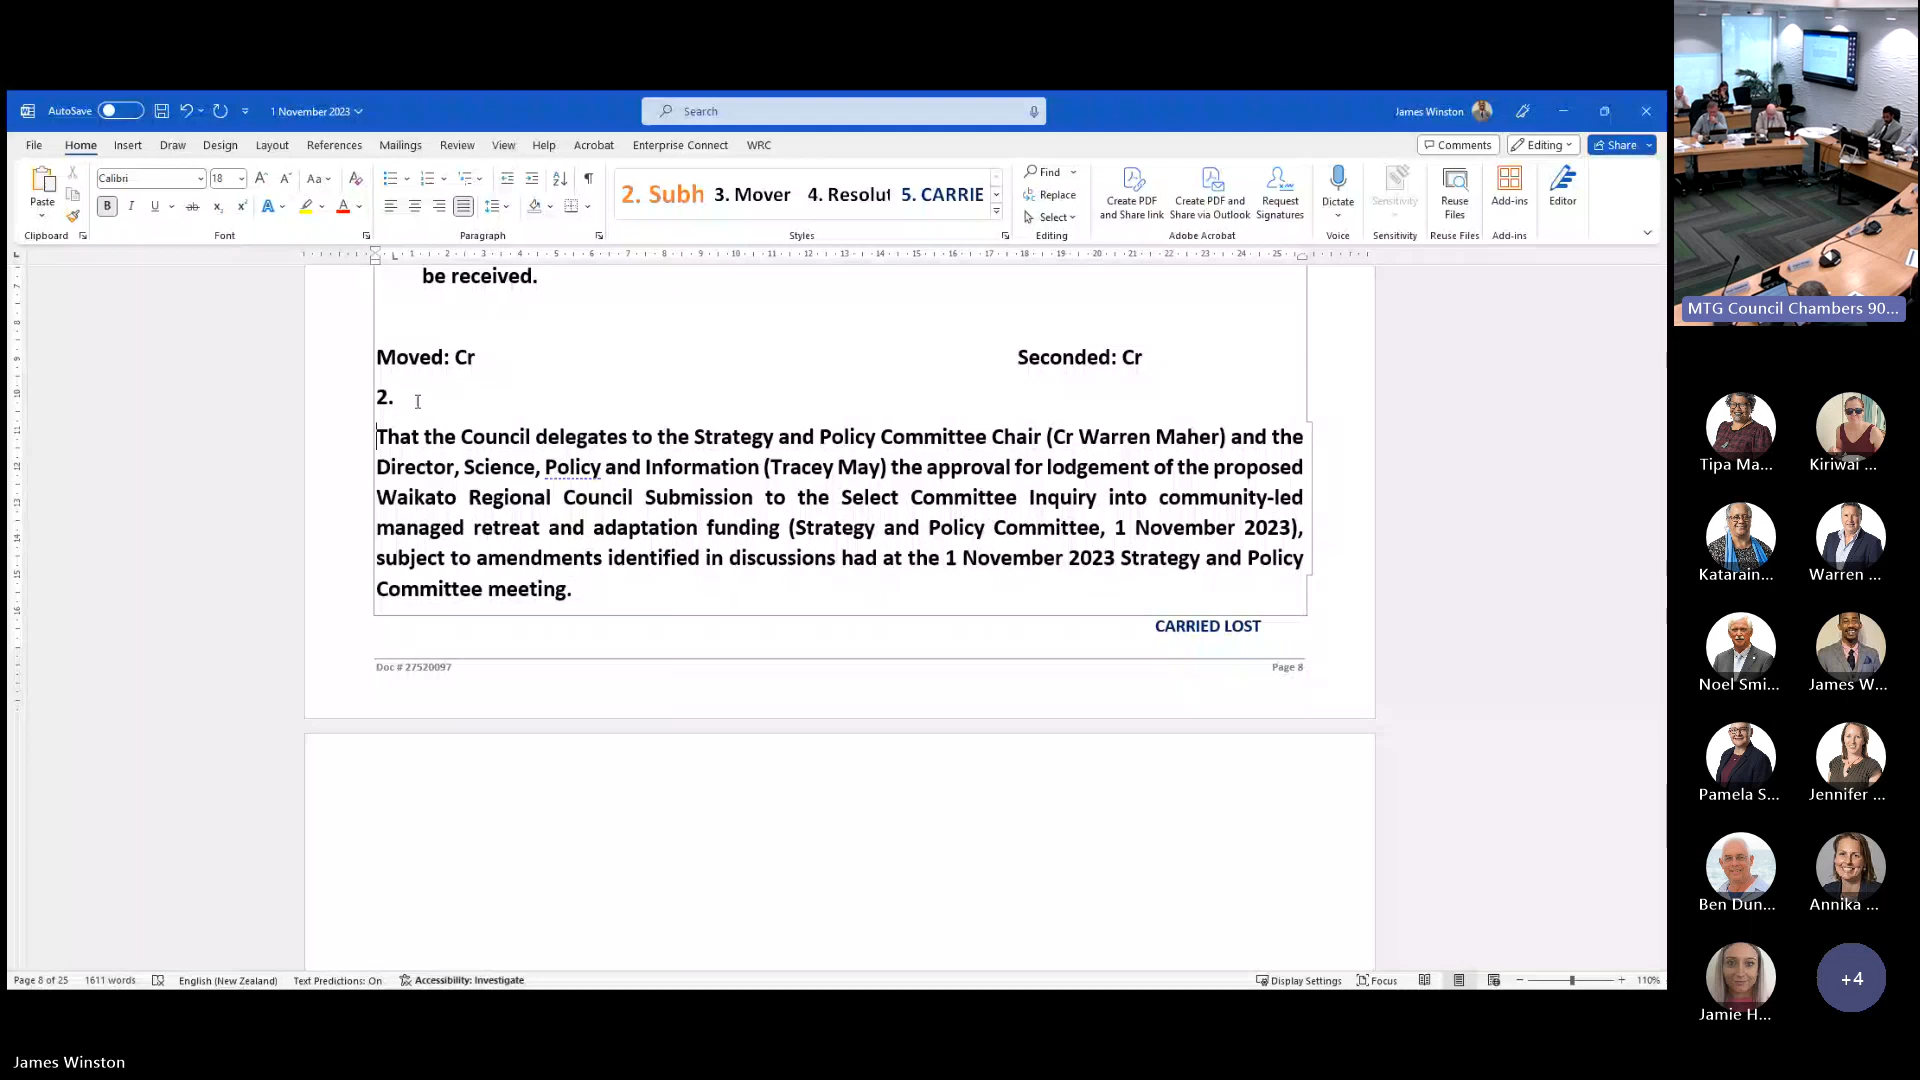 AutoSave
1 November 2023
Search
James Winston
File Home Insert Draw Design Layout References Mailings Review View Help Acrobat Enterprise Connect WRC
Comments Editing Share
Paste
Clipboard
Calibri 18
Font
Paragraph
2. Subh 3. Mover 4. Resolut 5. CARRIE
Styles
Find
Replace
Select
Editing
Create PDF and Share link
Create PDF and Share via Outlook
Request Signatures
Adobe Acrobat
Dictate
Voice
Sensitivity
Sensitivity
Reuse Files
Reuse Files
Add-ins
Add-ins
Editor
be received.
Moved: Cr Seconded: Cr
2.
That the Council delegates to the Strategy and Policy Committee Chair (Cr Warren Maher) and the
Director, Science, Policy and Information (Tracey May) the approval for lodgement of the proposed
Waikato Regional Council Submission to the Select Committee Inquiry into community-led
managed retreat and adaptation funding (Strategy and Policy Committee, 1 November 2023),
subject to amendments identified in discussions had at the 1 November 2023 Strategy and Policy
Committee meeting.
CARRIED LOST
Doc # 27520097 Page 8
Page 8 of 25 1611 words English (New Zealand) Text Predictions: On Accessibility: Investigate
Display Settings Focus 110%
MTG Council Chambers 90...
Tipa Ma... Kiriwai ...
Katarain... Warren ...
Noel Smi... James W...
Pamela S... Jennifer ...
Ben Dun... Annika ...
Jamie H... +4
James Winston